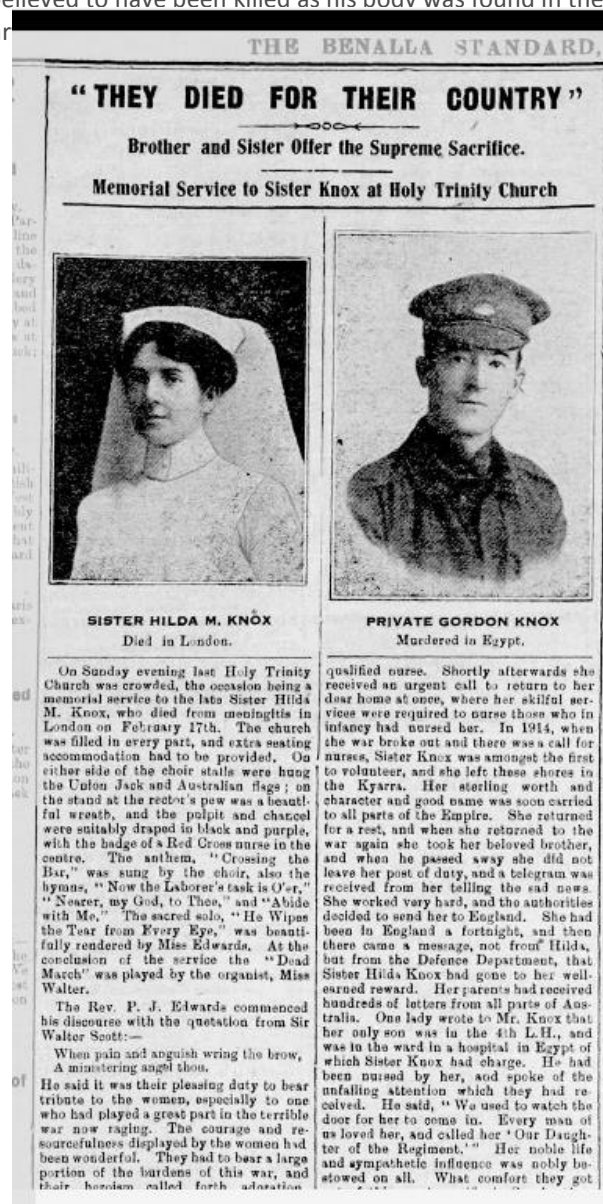 believed to have been killed as his body was found in the
THE BENALLA STANDARD,
"THEY DIED FOR THEIR COUNTRY"
Brother and Sister Offer the Supreme Sacrifice.
Memorial Service to Sister Knox at Holy Trinity Church
SISTER HILDA M. KNOX
Died in London.
On Sunday evening last Holy Trinity
Church was crowded, the occasion being a
memorial service to the late Sister Hilda
M. Knox, who died from meningitis in
London on February 17th. The church
was filled in every part, and extra seating
accommodation had to be provided. On
either side of the choir stalls were hung
the Union Jack and Australian flags; on
the stand at the rector's pew was a beauti-
ful wreath, and the pulpit and chancel
were suitably draped in black and purple,
with the badge of a Red Cross nurse in the
centre. The anthem, "Crossing the
Bar," was sung by the choir, also the
hymns, "Now the Laborer's task is O'er,"
"Nearer, my God, to Thee," and "Abide
with Me." The sacred solo, "He Wipes
the Tear from Every Eye," was beauti-
fully rendered by Miss Edwards. At the
conclusion of the service the "Dead
March" was played by the organist, Miss
Walter.
The Rev. P. J. Edwards commenced
his discourse with the quotation from Sir
Walter Scott:—
When pain and anguish wring the brow,
A ministering angel thou.
He said it was their pleasing duty to bear
tribute to the women, especially to one
who had played a great part in the terrible
war now raging. The courage and re-
sourcefulness displayed by the women had
been wonderful. They had to bear a large
portion of the burdens of this war, and
their heroism called forth adoration
PRIVATE GORDON KNOX
Murdered in Egypt.
qualified nurse. Shortly afterwards she
received an urgent call to return to her
dear home at once, where her skilful ser-
vices were required to nurse those who in
infancy had nursed her. In 1914, when
the war broke out and there was a call for
nurses, Sister Knox was amongst the first
to volunteer, and she left these shores in
the Kyarra. Her sterling worth and
character and good name was soon carried
to all parts of the Empire. She returned
for a rest, and when she returned to the
war again she took her beloved brother,
and when he passed away she did not
leave her post of duty, and a telegram was
received from her telling the sad news.
She worked very hard, and the authorities
decided to send her to England. She had
been in England a fortnight, and then
there came a message, not from Hilda,
but from the Defence Department, that
Sister Hilda Knox had gone to her well-
earned reward. Her parents had received
hundreds of letters from all parts of Aus-
tralia. One lady wrote to Mr. Knox that
her only son was in the 4th L.H., and
was in the ward in a hospital in Egypt of
which Sister Knox had charge. He had
been nursed by her, and spoke of the
unfailing attention which they had re-
ceived. He said, "We used to watch the
door for her to come in. Every man of
us loved her, and called her 'Our Daugh-
ter of the Regiment.'" Her noble life
and sympathetic influence was nobly be-
stowed on all. What comfort they got